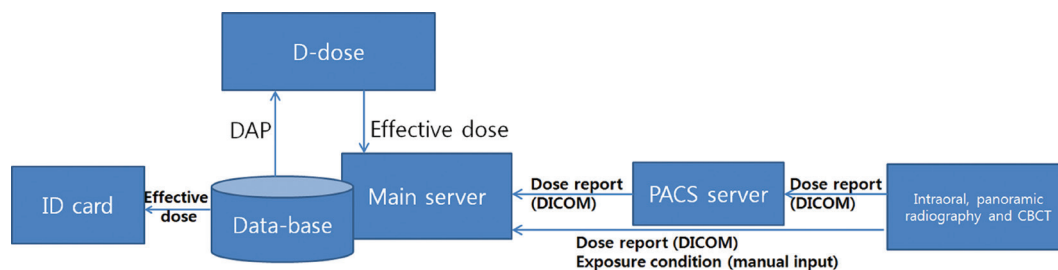 D-dose
DAP
Effective dose
ID card
Effective
dose
Data-base
Main server
Dose report
(DICOM)
PACS server
Dose report
(DICOM)
Intraoral, panoramic
radiography and CBCT
Dose report (DICOM)
Exposure condition (manual input)